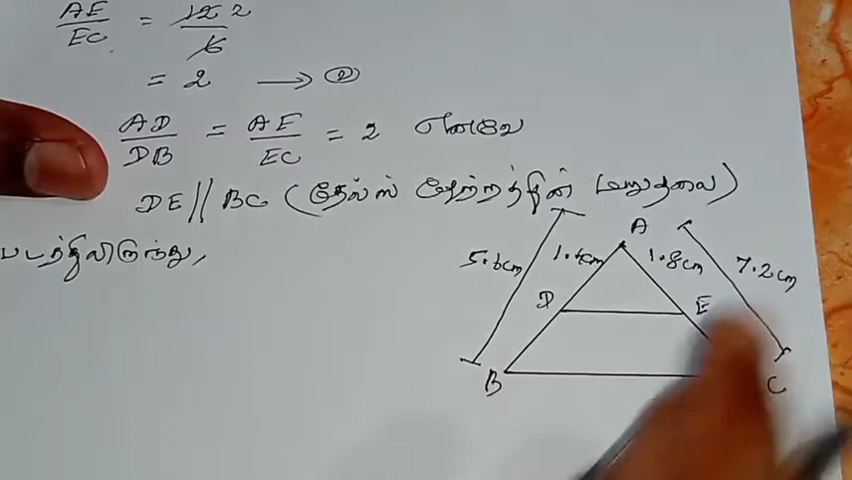 AE/EC = 12 2/6
= 2 → ②
AD/DB = AE/EC = 2 எனவே
DE || BC (தேல்ஸ் தேற்றத்தின் மறுதலை)
படத்திலிருந்து,
A
5.6cm 1.4cm 1.8cm 7.2cm
D E
B C